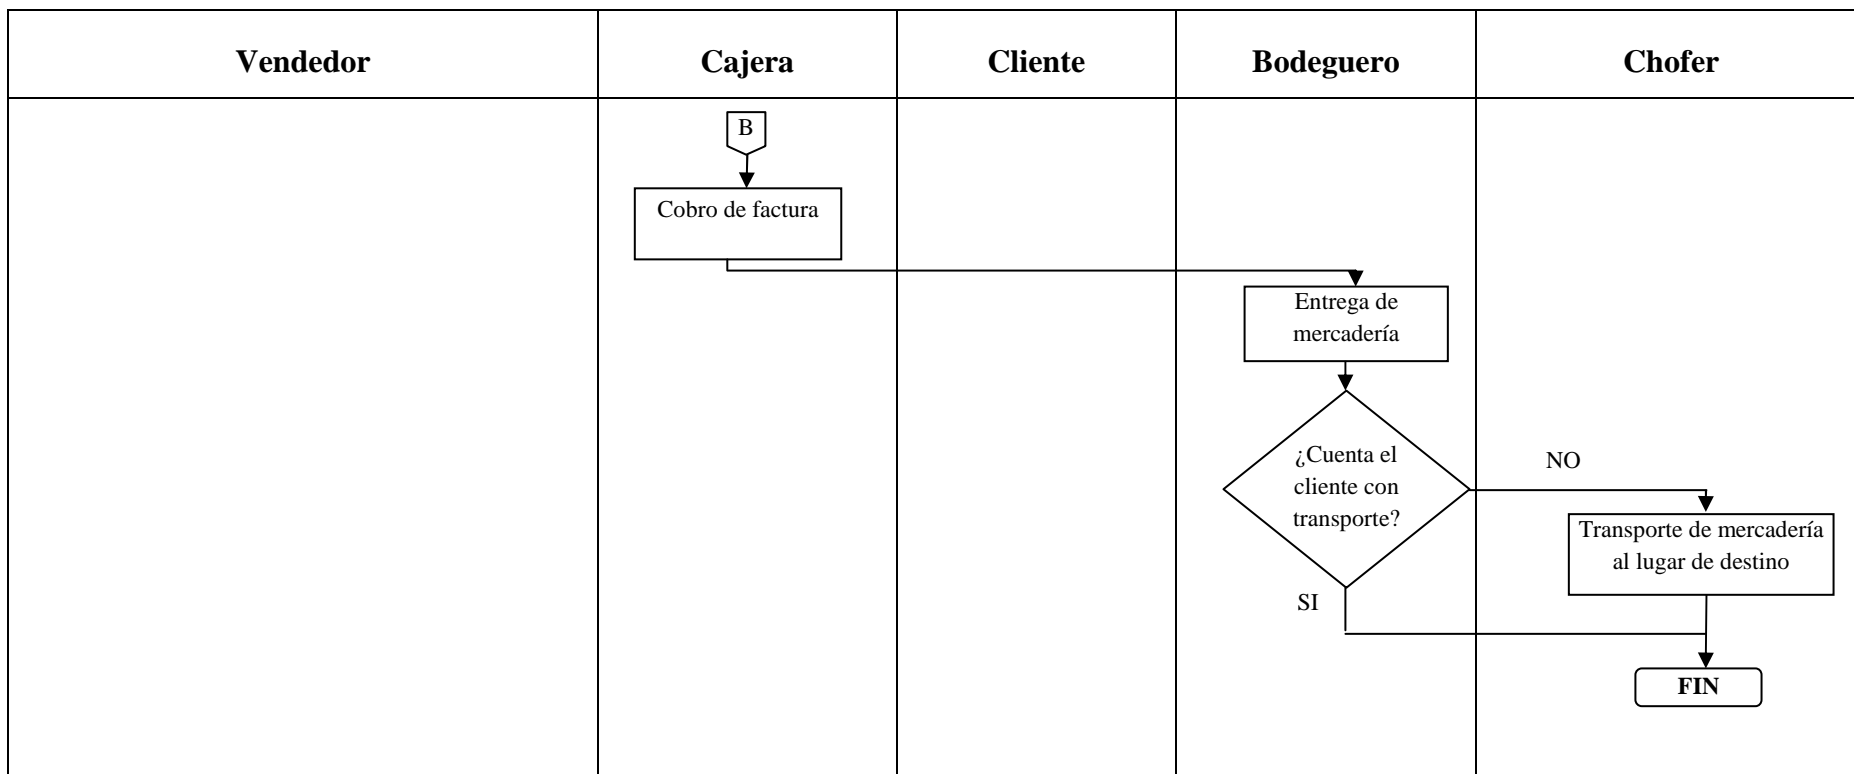 Vendedor
Cajera
Cliente
Bodeguero
Chofer
B
Cobro de factura
Entrega de
mercadería
¿Cuenta el
cliente con
transporte?
NO
Transporte de mercadería
al lugar de destino
SI
FIN